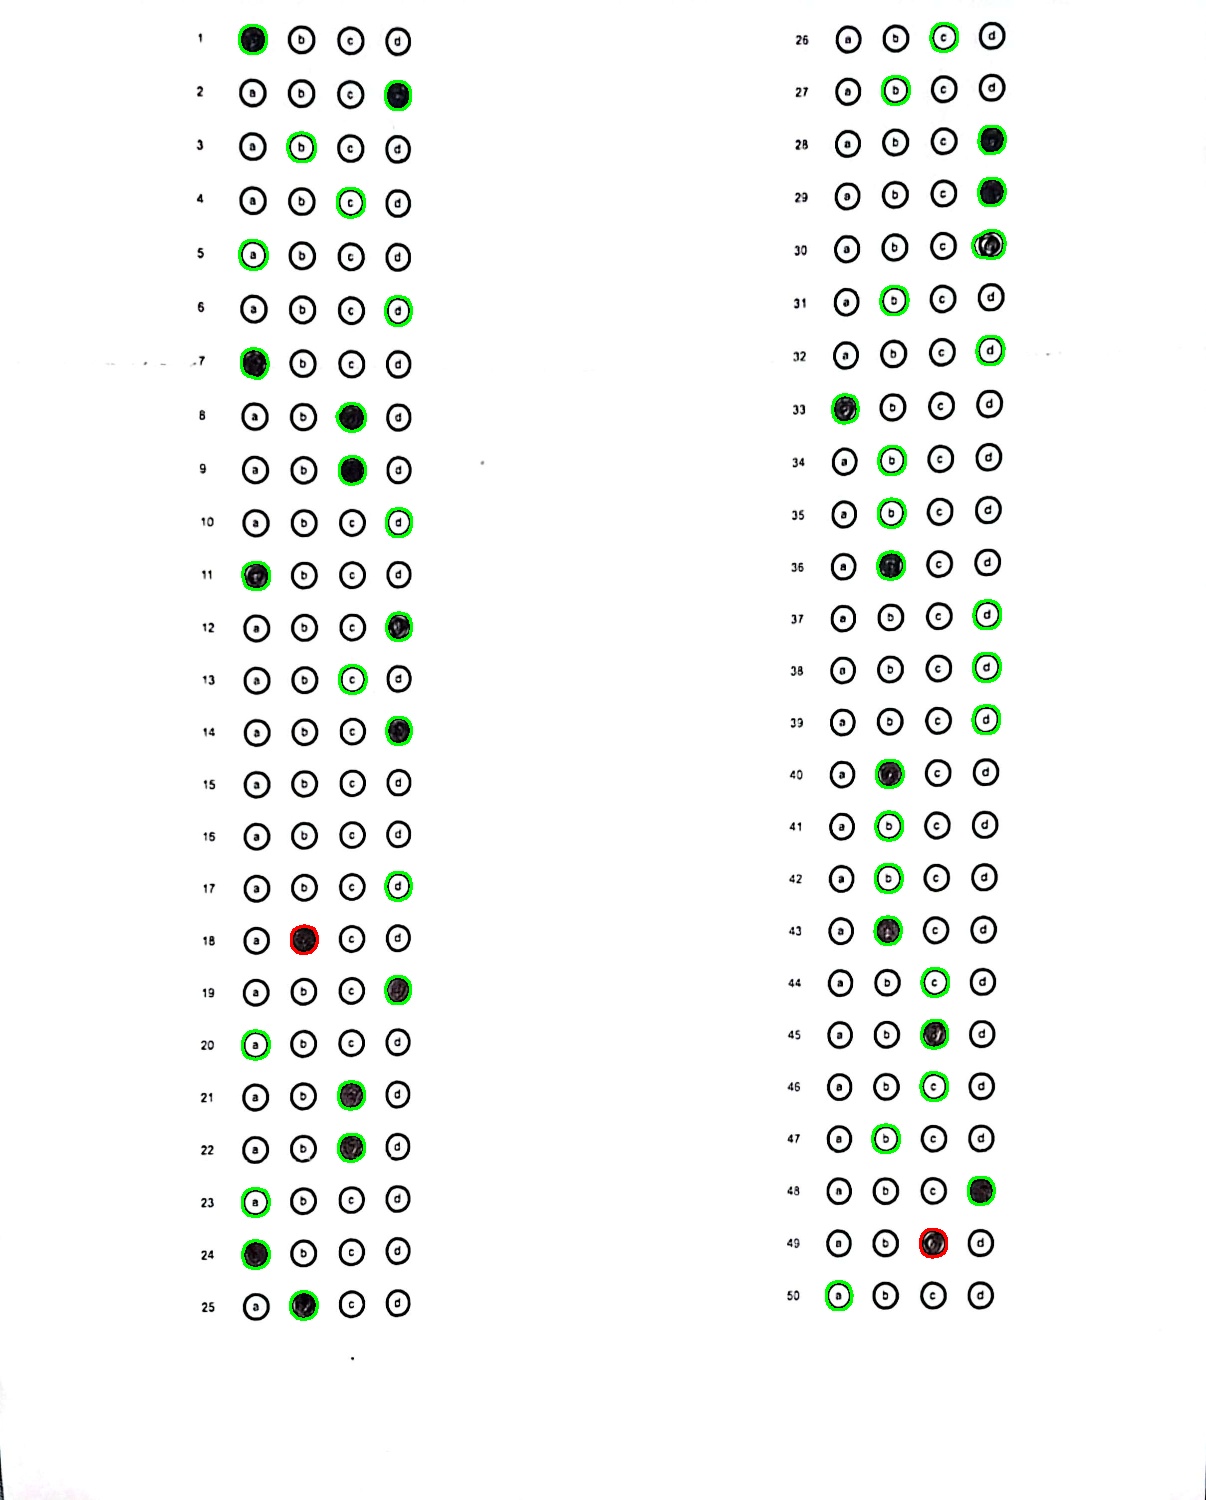 1 b c d
2 a b c
3 a b c d
4 a b c d
5 a b c d
6 a b c d
7 b c d
8 a b d
9 a b d
10 a b c d
11 b c d
12 a b c
13 a b c d
14 a b c
15 a b c d
16 a b c d
17 a b c d
18 a c d
19 a b c
20 a b c d
21 a b d
22 a b d
23 a b c d
24 b c d
25 a c d
26 a b c d
27 a b c d
28 a b c
29 a b c
30 a b c
31 a b c d
32 a b c d
33 b c d
34 a b c d
35 a b c d
36 a c d
37 a b c d
38 a b c d
39 a b c d
40 a c d
41 a b c d
42 a b c d
43 a c d
44 a b c d
45 a b d
46 a b c d
47 a b c d
48 a b c
49 a b d
50 a b c d